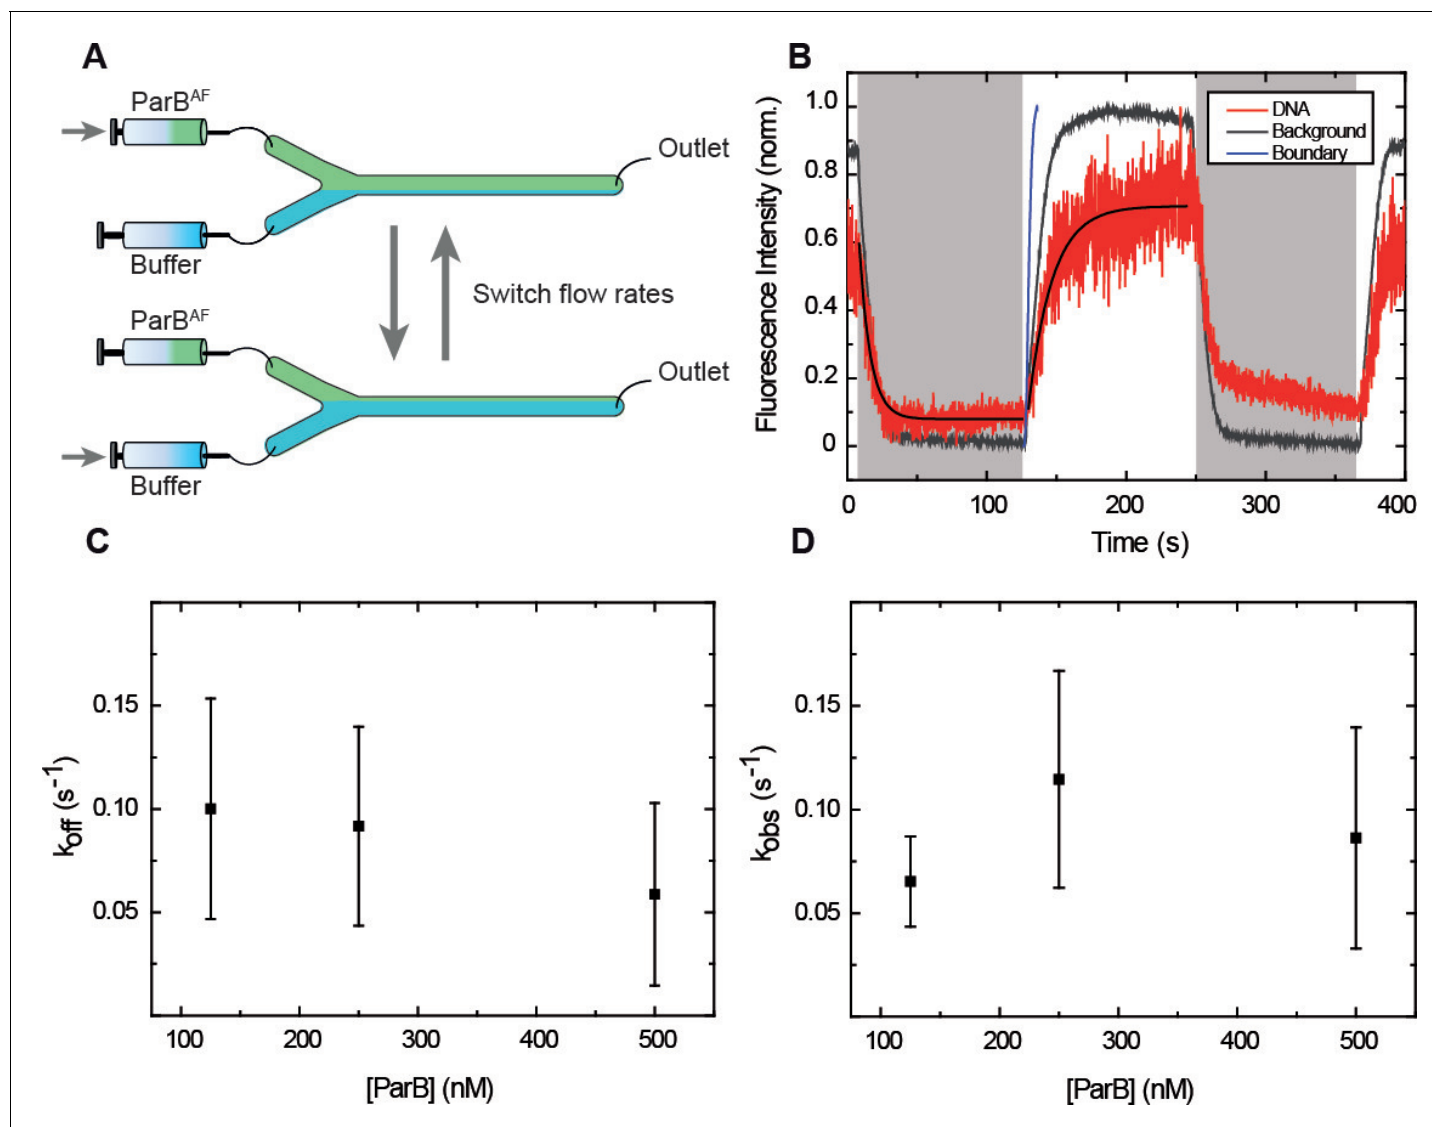 A
ParB^AF
Outlet
Buffer
Switch flow rates
ParB^AF
Outlet
Buffer
B
1.0
0.8
0.6
0.4
0.2
0
Fluorescence Intensity (norm.)
DNA
Background
Boundary
0
100
200
300
400
Time (s)
C
0.15
0.10
0.05
k_off (s^-1)
100
200
300
400
500
[ParB] (nM)
D
0.15
0.10
0.05
k_obs (s^-1)
100
200
300
400
500
[ParB] (nM)